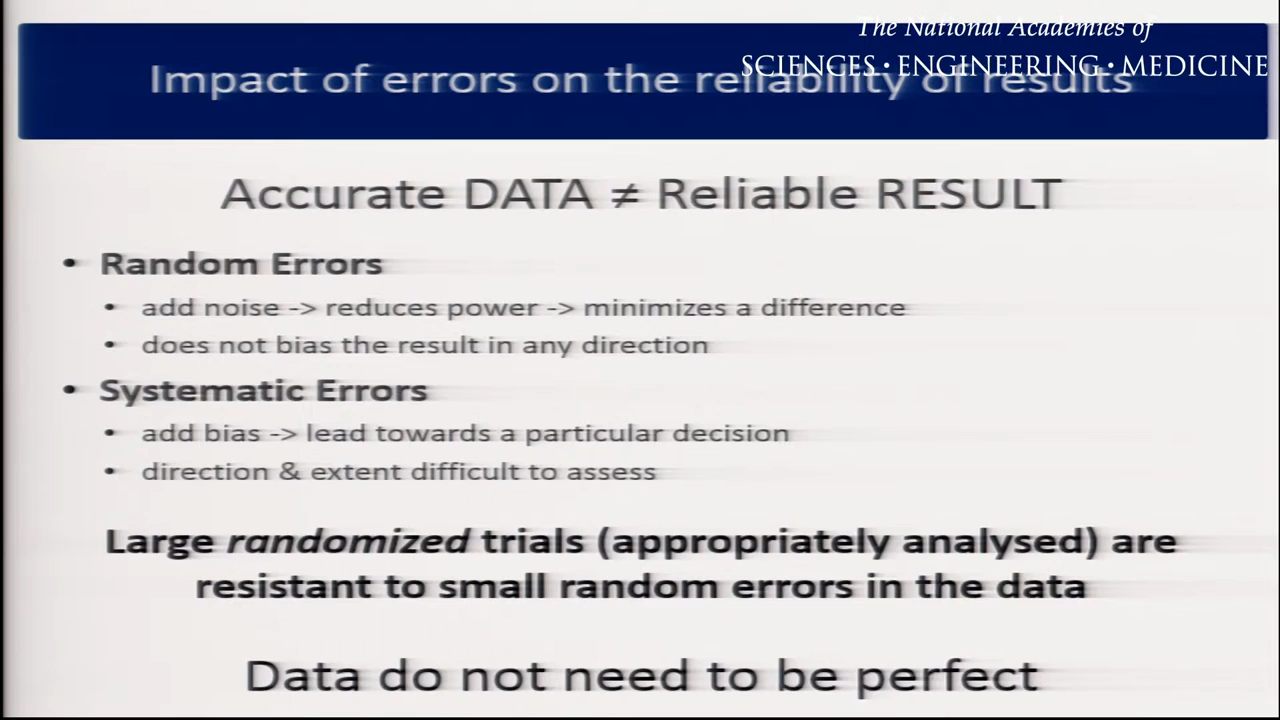 The National Academies of
SCIENCES · ENGINEERING · MEDICINE
Impact of errors on the reliability of results
Accurate DATA ≠ Reliable RESULT
• Random Errors
• add noise -> reduces power -> minimizes a difference
• does not bias the result in any direction
• Systematic Errors
• add bias -> lead towards a particular decision
• direction & extent difficult to assess
Large randomized trials (appropriately analysed) are
resistant to small random errors in the data
Data do not need to be perfect